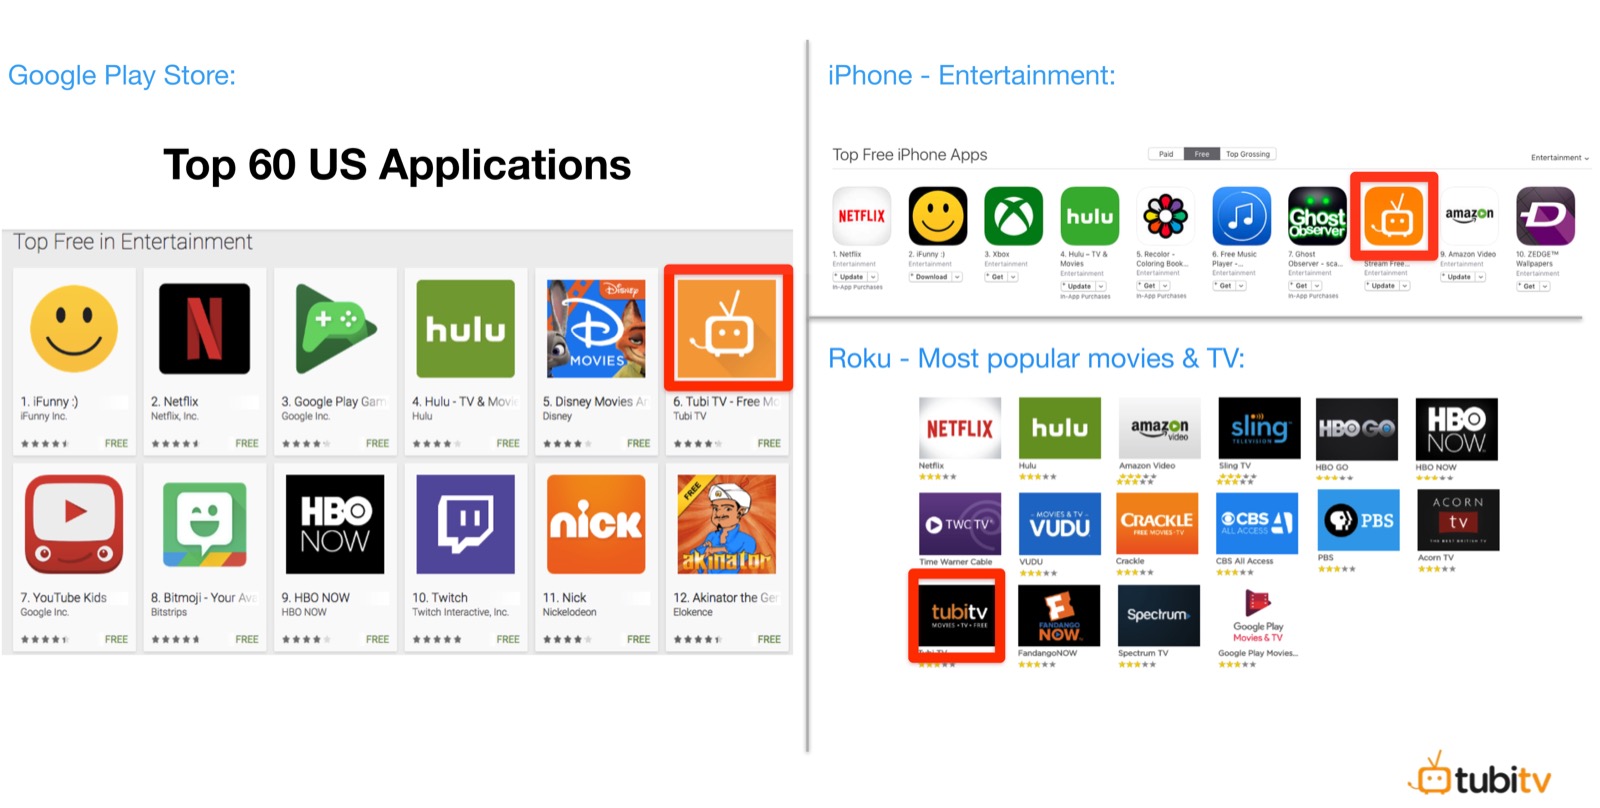 Google Play Store:
Top 60 US Applications
Top Free in Entertainment
hulu
Disney
MOVIES
1. iFunny :)
iFunny Inc.
FREE
2. Netflix
Netflix, Inc.
FREE
3. Google Play Gam
Google Inc.
FREE
4. Hulu - TV & Movie
Hulu
FREE
5. Disney Movies An
Disney
FREE
6. Tubi TV - Free Mo
Tubi TV
FREE
HBO
NOW
nick
FREE
akinator
7. YouTube Kids
Google Inc.
FREE
8. Bitmoji - Your Ava
Bitstrips
FREE
9. HBO NOW
HBO NOW
FREE
10. Twitch
Twitch Interactive, Inc.
FREE
11. Nick
Nickelodeon
FREE
12. Akinator the Gen
Elokence
FREE
iPhone - Entertainment:
Top Free iPhone Apps
Paid Free Top Grossing
Entertainment
NETFLIX
hulu
Ghost
Observer
amazon
1. Netflix
Entertainment
Update
In-App Purchases
2. iFunny :)
Entertainment
Download
3. Xbox
Entertainment
Get
4. Hulu - TV &
Movies
Entertainment
Update
In-App Purchases
5. Recolor -
Coloring Book...
Entertainment
Get
In-App Purchases
6. Free Music
Player -...
Entertainment
Get
7. Ghost
Observer - sca...
Entertainment
Get
In-App Purchases
Stream Free...
Entertainment
Update
9. Amazon Video
Entertainment
Update
10. ZEDGE™
Wallpapers
Entertainment
Get
Roku - Most popular movies & TV:
NETFLIX
Netflix
hulu
Hulu
amazon
video
Amazon Video
sling
TELEVISION
Sling TV
HBO GO
HBO GO
HBO
NOW
HBO NOW
TWC TV
Time Warner Cable
MOVIES & TV
VUDU
VUDU
CRACKLE
FREE MOVIES•TV
Crackle
CBS
ALL ACCESS
CBS All Access
PBS
PBS
ACORN
tv
THE BEST BRITISH TV
Acorn TV
tubitv
MOVIES • TV • FREE
Tubi TV
FANDANGO
NOW
FandangoNOW
Spectrum
Spectrum TV
Google Play
Movies & TV
Google Play Movies...
tubitv